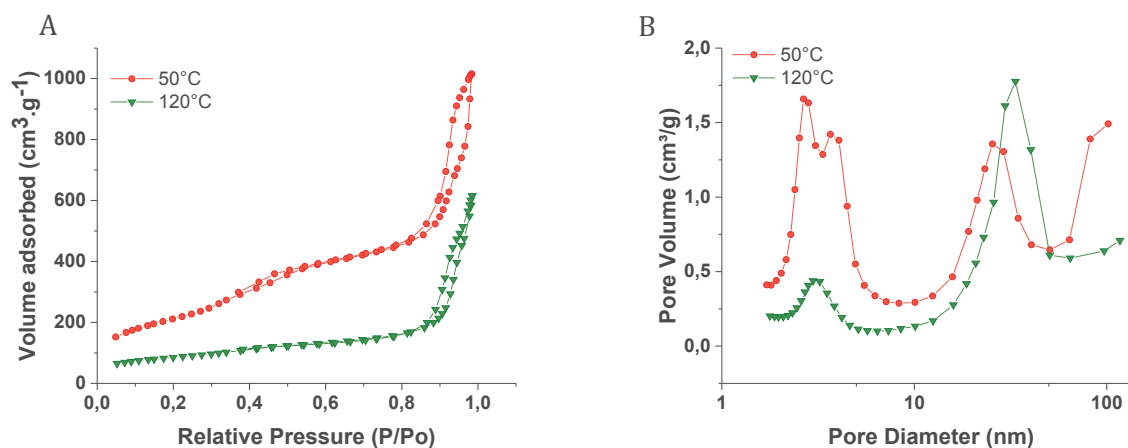 A
50°C
120°C
1000
800
600
400
200
0
0,0 0,2 0,4 0,6 0,8 1,0
Volume adsorbed (cm³.g⁻¹)
Relative Pressure (P/Po)
B
50°C
120°C
2,0
1,5
1,0
0,5
0,0
1 10 100
Pore Volume (cm³/g)
Pore Diameter (nm)